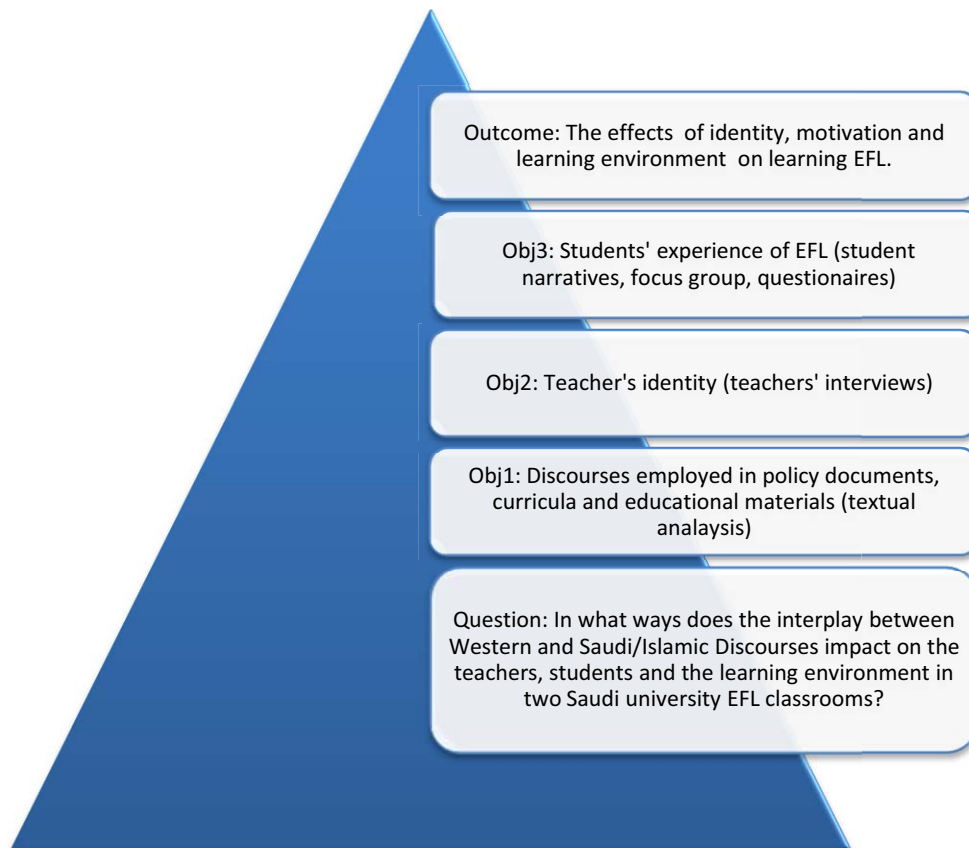 Outcome: The effects of identity, motivation and
learning environment on learning EFL.
Obj3: Students' experience of EFL (student
narratives, focus group, questionaires)
Obj2: Teacher's identity (teachers' interviews)
Obj1: Discourses employed in policy documents,
curricula and educational materials (textual
analaysis)
Question: In what ways does the interplay between
Western and Saudi/Islamic Discourses impact on the
teachers, students and the learning environment in
two Saudi university EFL classrooms?